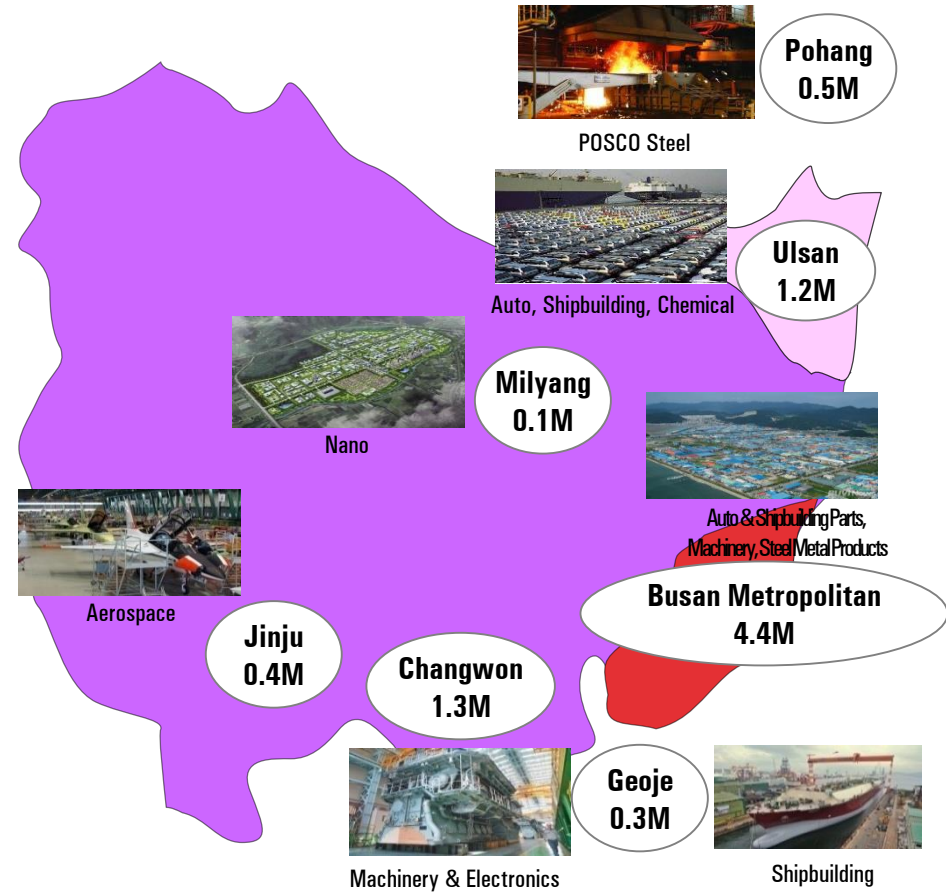 Pohang
0.5M
POSCO Steel
Ulsan
1.2M
Auto, Shipbuilding, Chemical
Milyang
0.1M
Nano
Auto & Shipbuilding Parts,
Machinery, Steel Metal Products
Aerospace
Busan Metropolitan
4.4M
Jinju
0.4M
Changwon
1.3M
Geoje
0.3M
Machinery & Electronics
Shipbuilding